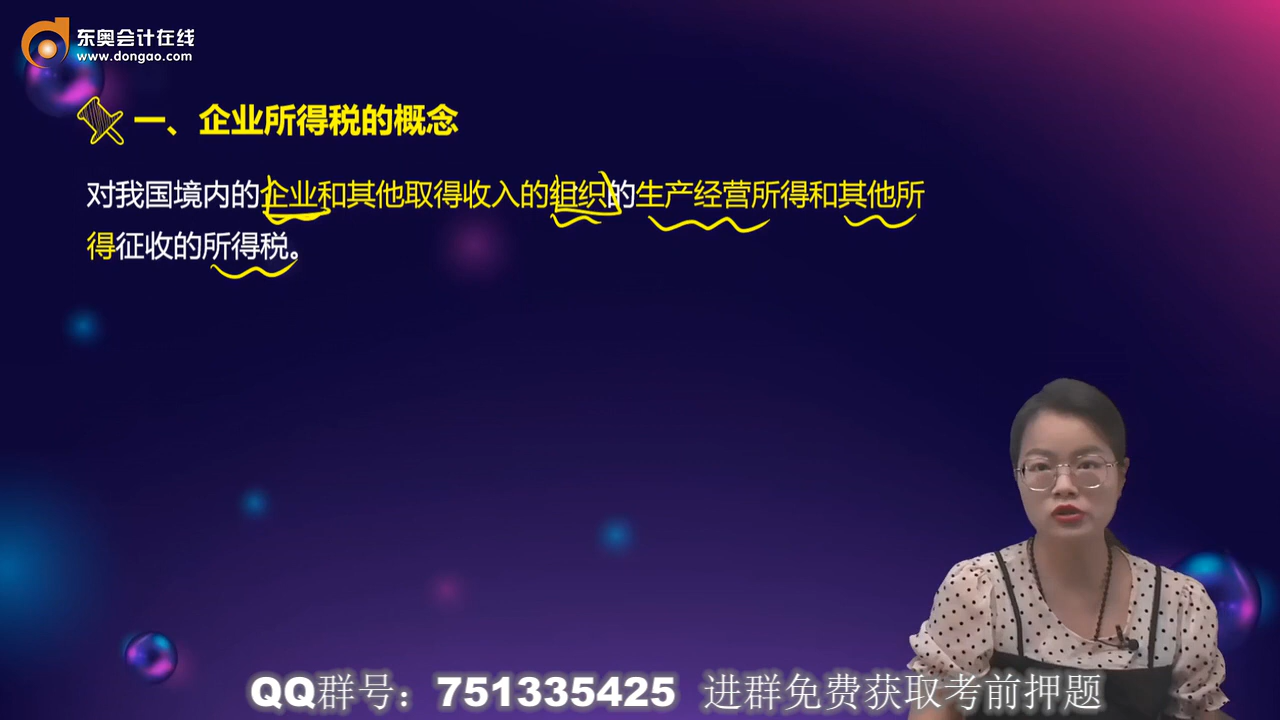 东奥会计在线
www.dongao.com
一、企业所得税的概念
对我国境内的企业和其他取得收入的组织的生产经营所得和其他所
得征收的所得税。
QQ群号：751335425 进群免费获取考前押题